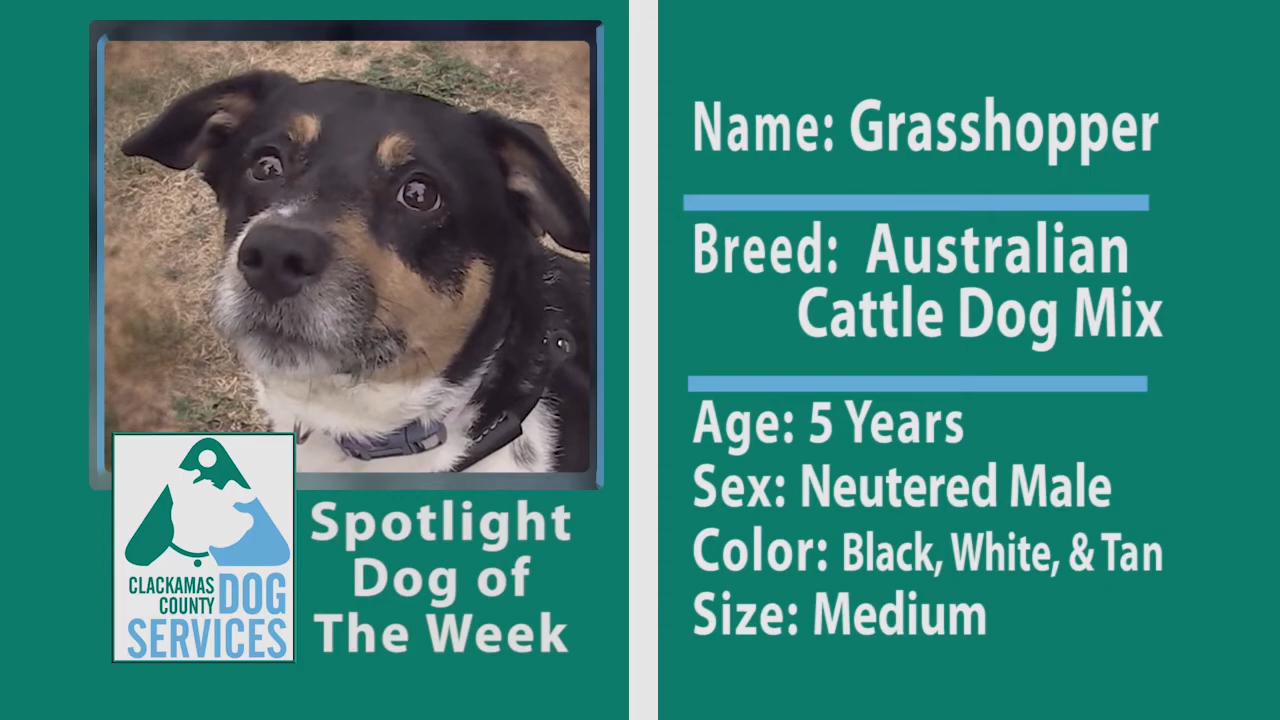 CLACKAMAS
COUNTY DOG
SERVICES
Spotlight
Dog of
The Week
Name: Grasshopper
Breed: Australian
Cattle Dog Mix
Age: 5 Years
Sex: Neutered Male
Color: Black, White, & Tan
Size: Medium